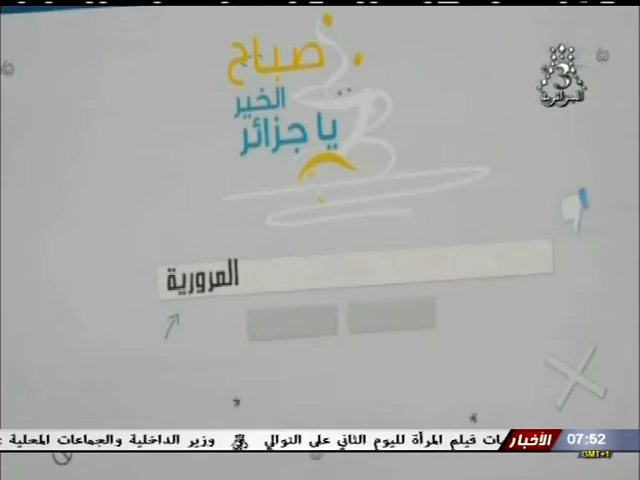 صباح
الخير
يا جزائر
3
الجزائرية
المرورية
وزير الداخلية والجماعات المحلية : ات فيلم المرأة لليوم الثاني على التوالي
الأخبار
07:52
GMT+1